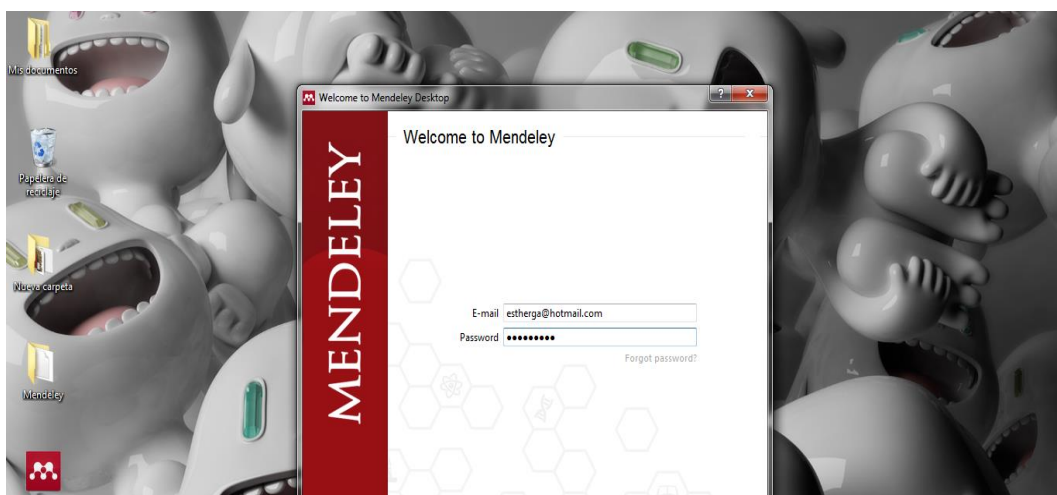 Mis documentos
Papelera de
reciclaje
Nueva carpeta
Mendeley
Welcome to Mendeley Desktop
?
X
MENDELEY
Welcome to Mendeley
E-mail estherga@hotmail.com
Password •••••••••
Forgot password?